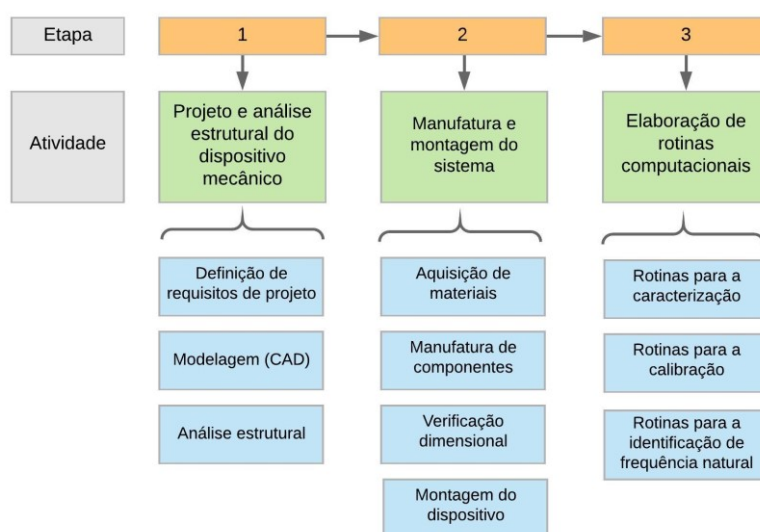 Etapa
1
2
3
Atividade
Projeto e análise
estrutural do
dispositivo
mecânico
Manufatura e
montagem do
sistema
Elaboração de
rotinas
computacionais
Definição de
requisitos de projeto
Modelagem (CAD)
Análise estrutural
Aquisição de
materiais
Manufatura de
componentes
Verificação
dimensional
Montagem do
dispositivo
Rotinas para a
caracterização
Rotinas para a
calibração
Rotinas para a
identificação de
frequência natural